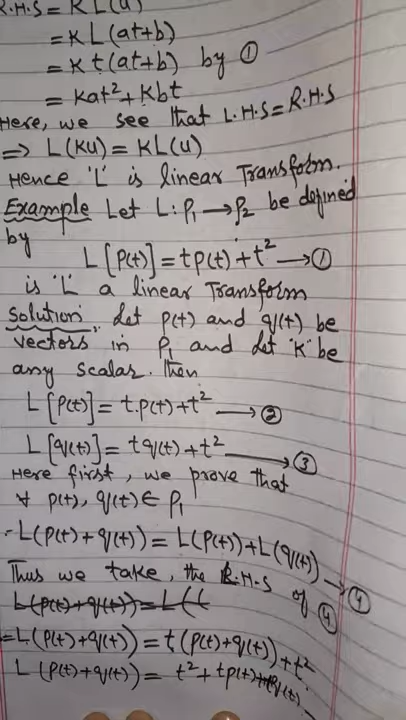 R.H.S = K L(u)
= K L(at+b)
= K t(at+b) by ①
= Kat²+Kbt
Here, we see that L.H.S = R.H.S
⇒ L(Ku) = KL(u)
Hence 'L' is linear Transform.
Example Let L: P₁ → P₂ be defined
by
L[P(t)] = tp(t) + t² → ①
is 'L' a linear Transform
Solution Let p(t) and q(t) be
vectors in P₁ and let 'K' be
any scalar. Then
L[P(t)] = t.p(t) + t² → ②
L[q(t)] = tq(t) + t² → ③
Here first, we prove that
∀ p(t), q(t) ∈ P₁
L(P(t) + q(t)) = L(P(t)) + L(q(t)) → ④
Thus we take, the R.H.S of ④
L(P(t) + q(t)) = L((
= L(P(t) + q(t)) = t(P(t) + q(t)) + t²
L(P(t) + q(t)) = t² + tp(t) + tq(t)